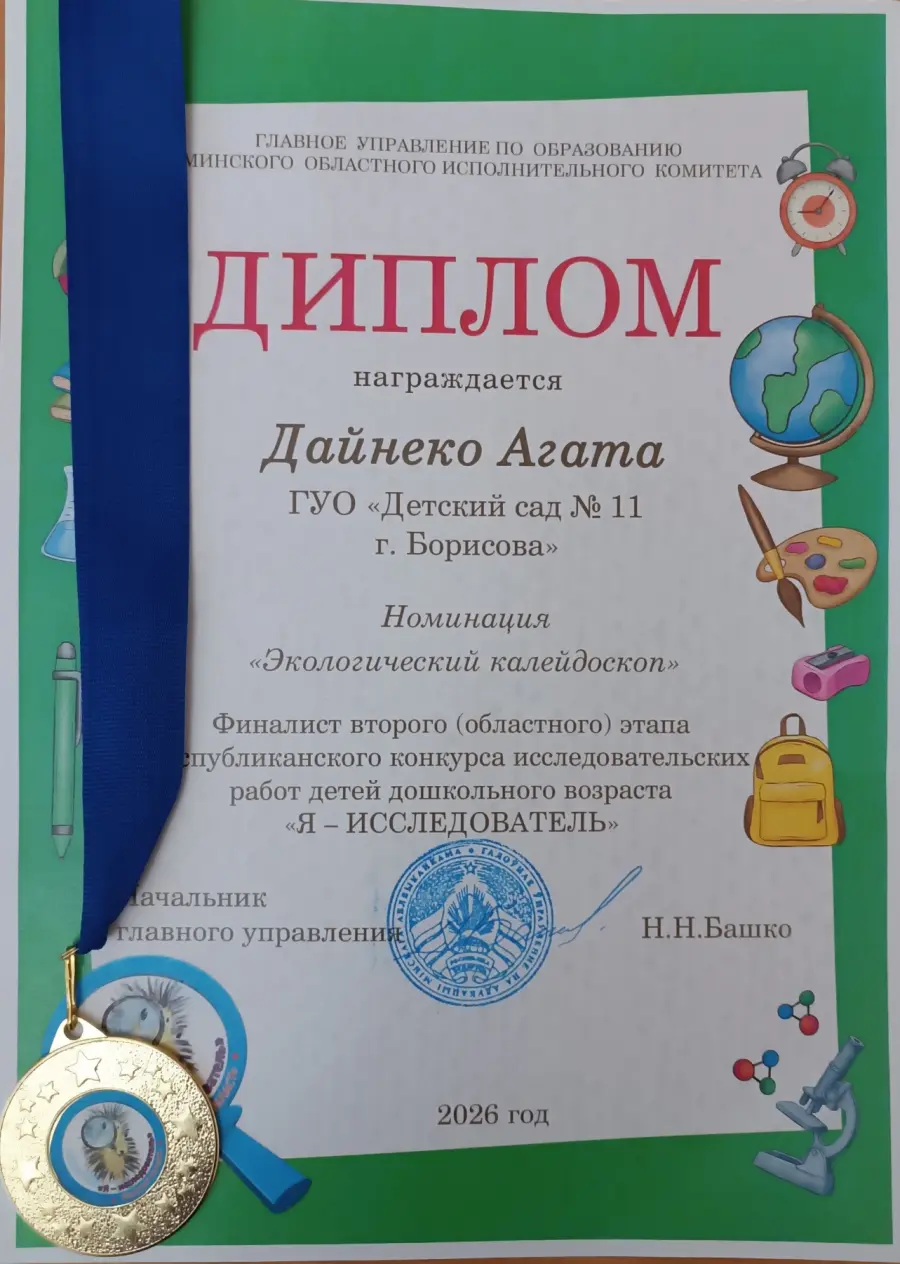 ГЛАВНОЕ УПРАВЛЕНИЕ ПО ОБРАЗОВАНИЮ
МИНСКОГО ОБЛАСТНОГО ИСПОЛНИТЕЛЬНОГО КОМИТЕТА
ДИПЛОМ
награждается
Дайнеко Агата
ГУО «Детский сад № 11
г. Борисова»
Номинация
«Экологический калейдоскоп»
Финалист второго (областного) этапа
спубликанского конкурса исследовательских
работ детей дошкольного возраста
«Я – ИССЛЕДОВАТЕЛЬ»
Начальник
главного управления
Н.Н.Башко
2026 год